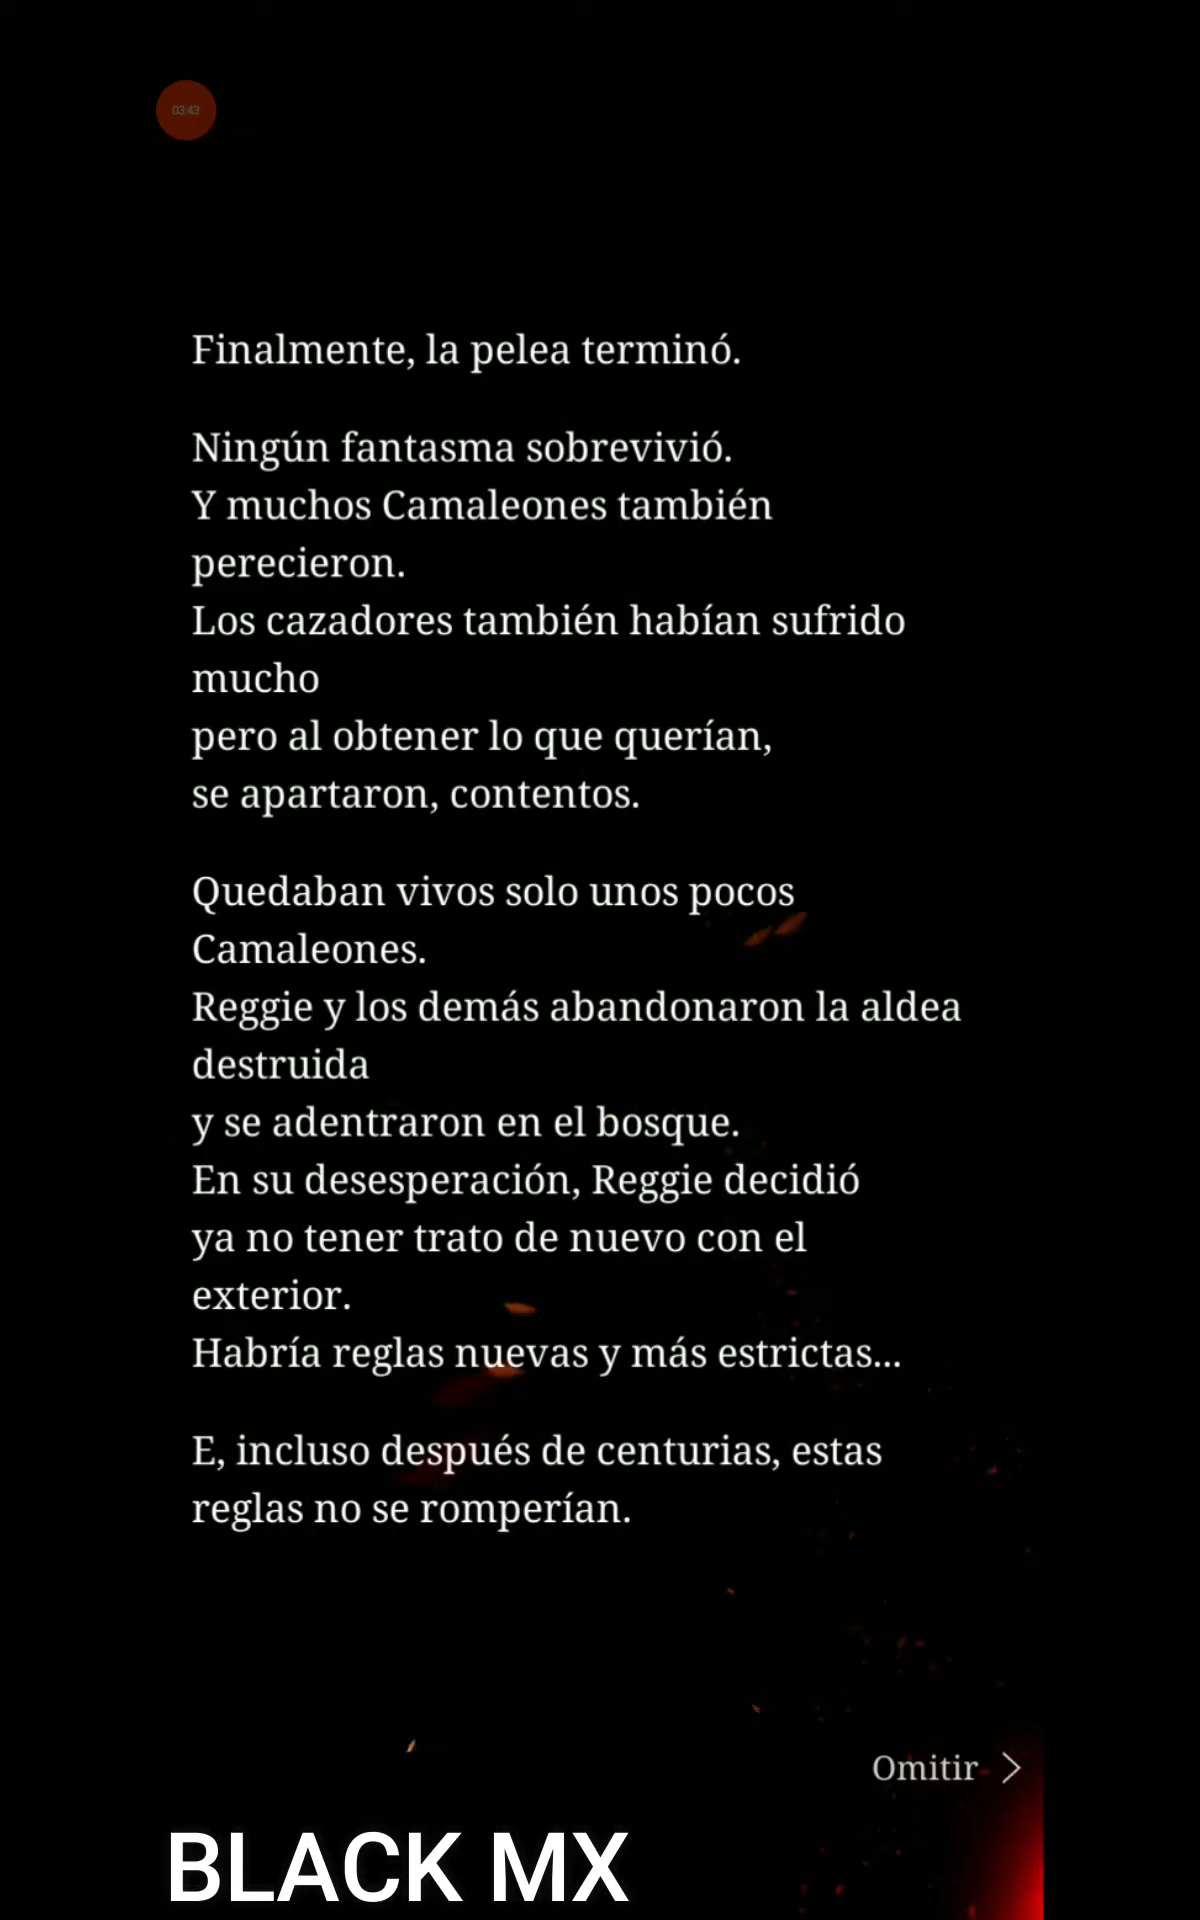 03:43
Finalmente, la pelea terminó.
Ningún fantasma sobrevivió.
Y muchos Camaleones también
perecieron.
Los cazadores también habían sufrido
mucho
pero al obtener lo que querían,
se apartaron, contentos.
Quedaban vivos solo unos pocos
Camaleones.
Reggie y los demás abandonaron la aldea
destruida
y se adentraron en el bosque.
En su desesperación, Reggie decidió
ya no tener trato de nuevo con el
exterior.
Habría reglas nuevas y más estrictas...
E, incluso después de centurias, estas
reglas no se romperían.
Omitir
BLACK MX